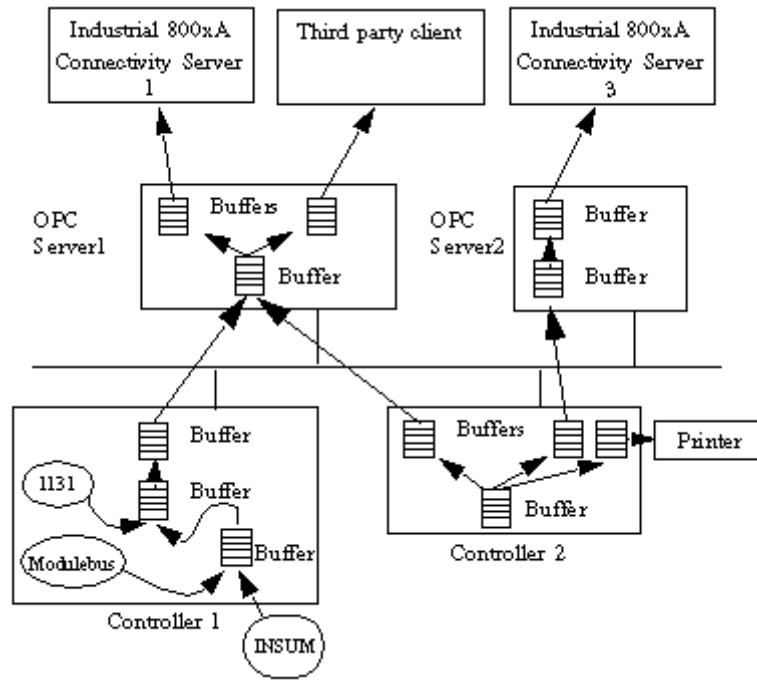 Industrial 800xA
Connectivity Server
1
Third party client
Industrial 800xA
Connectivity Server
3
OPC
Server1
Buffers
Buffer
OPC
Server2
Buffer
Buffer
Buffer
1131
Buffer
Modulebus
Buffer
Controller 1
INSUM
Buffers
Printer
Buffer
Controller 2